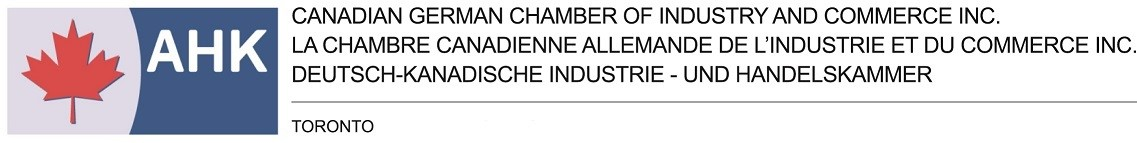 AHK
CANADIAN GERMAN CHAMBER OF INDUSTRY AND COMMERCE INC.
LA CHAMBRE CANADIENNE ALLEMANDE DE L'INDUSTRIE ET DU COMMERCE INC.
DEUTSCH-KANADISCHE INDUSTRIE - UND HANDELSKAMMER
TORONTO